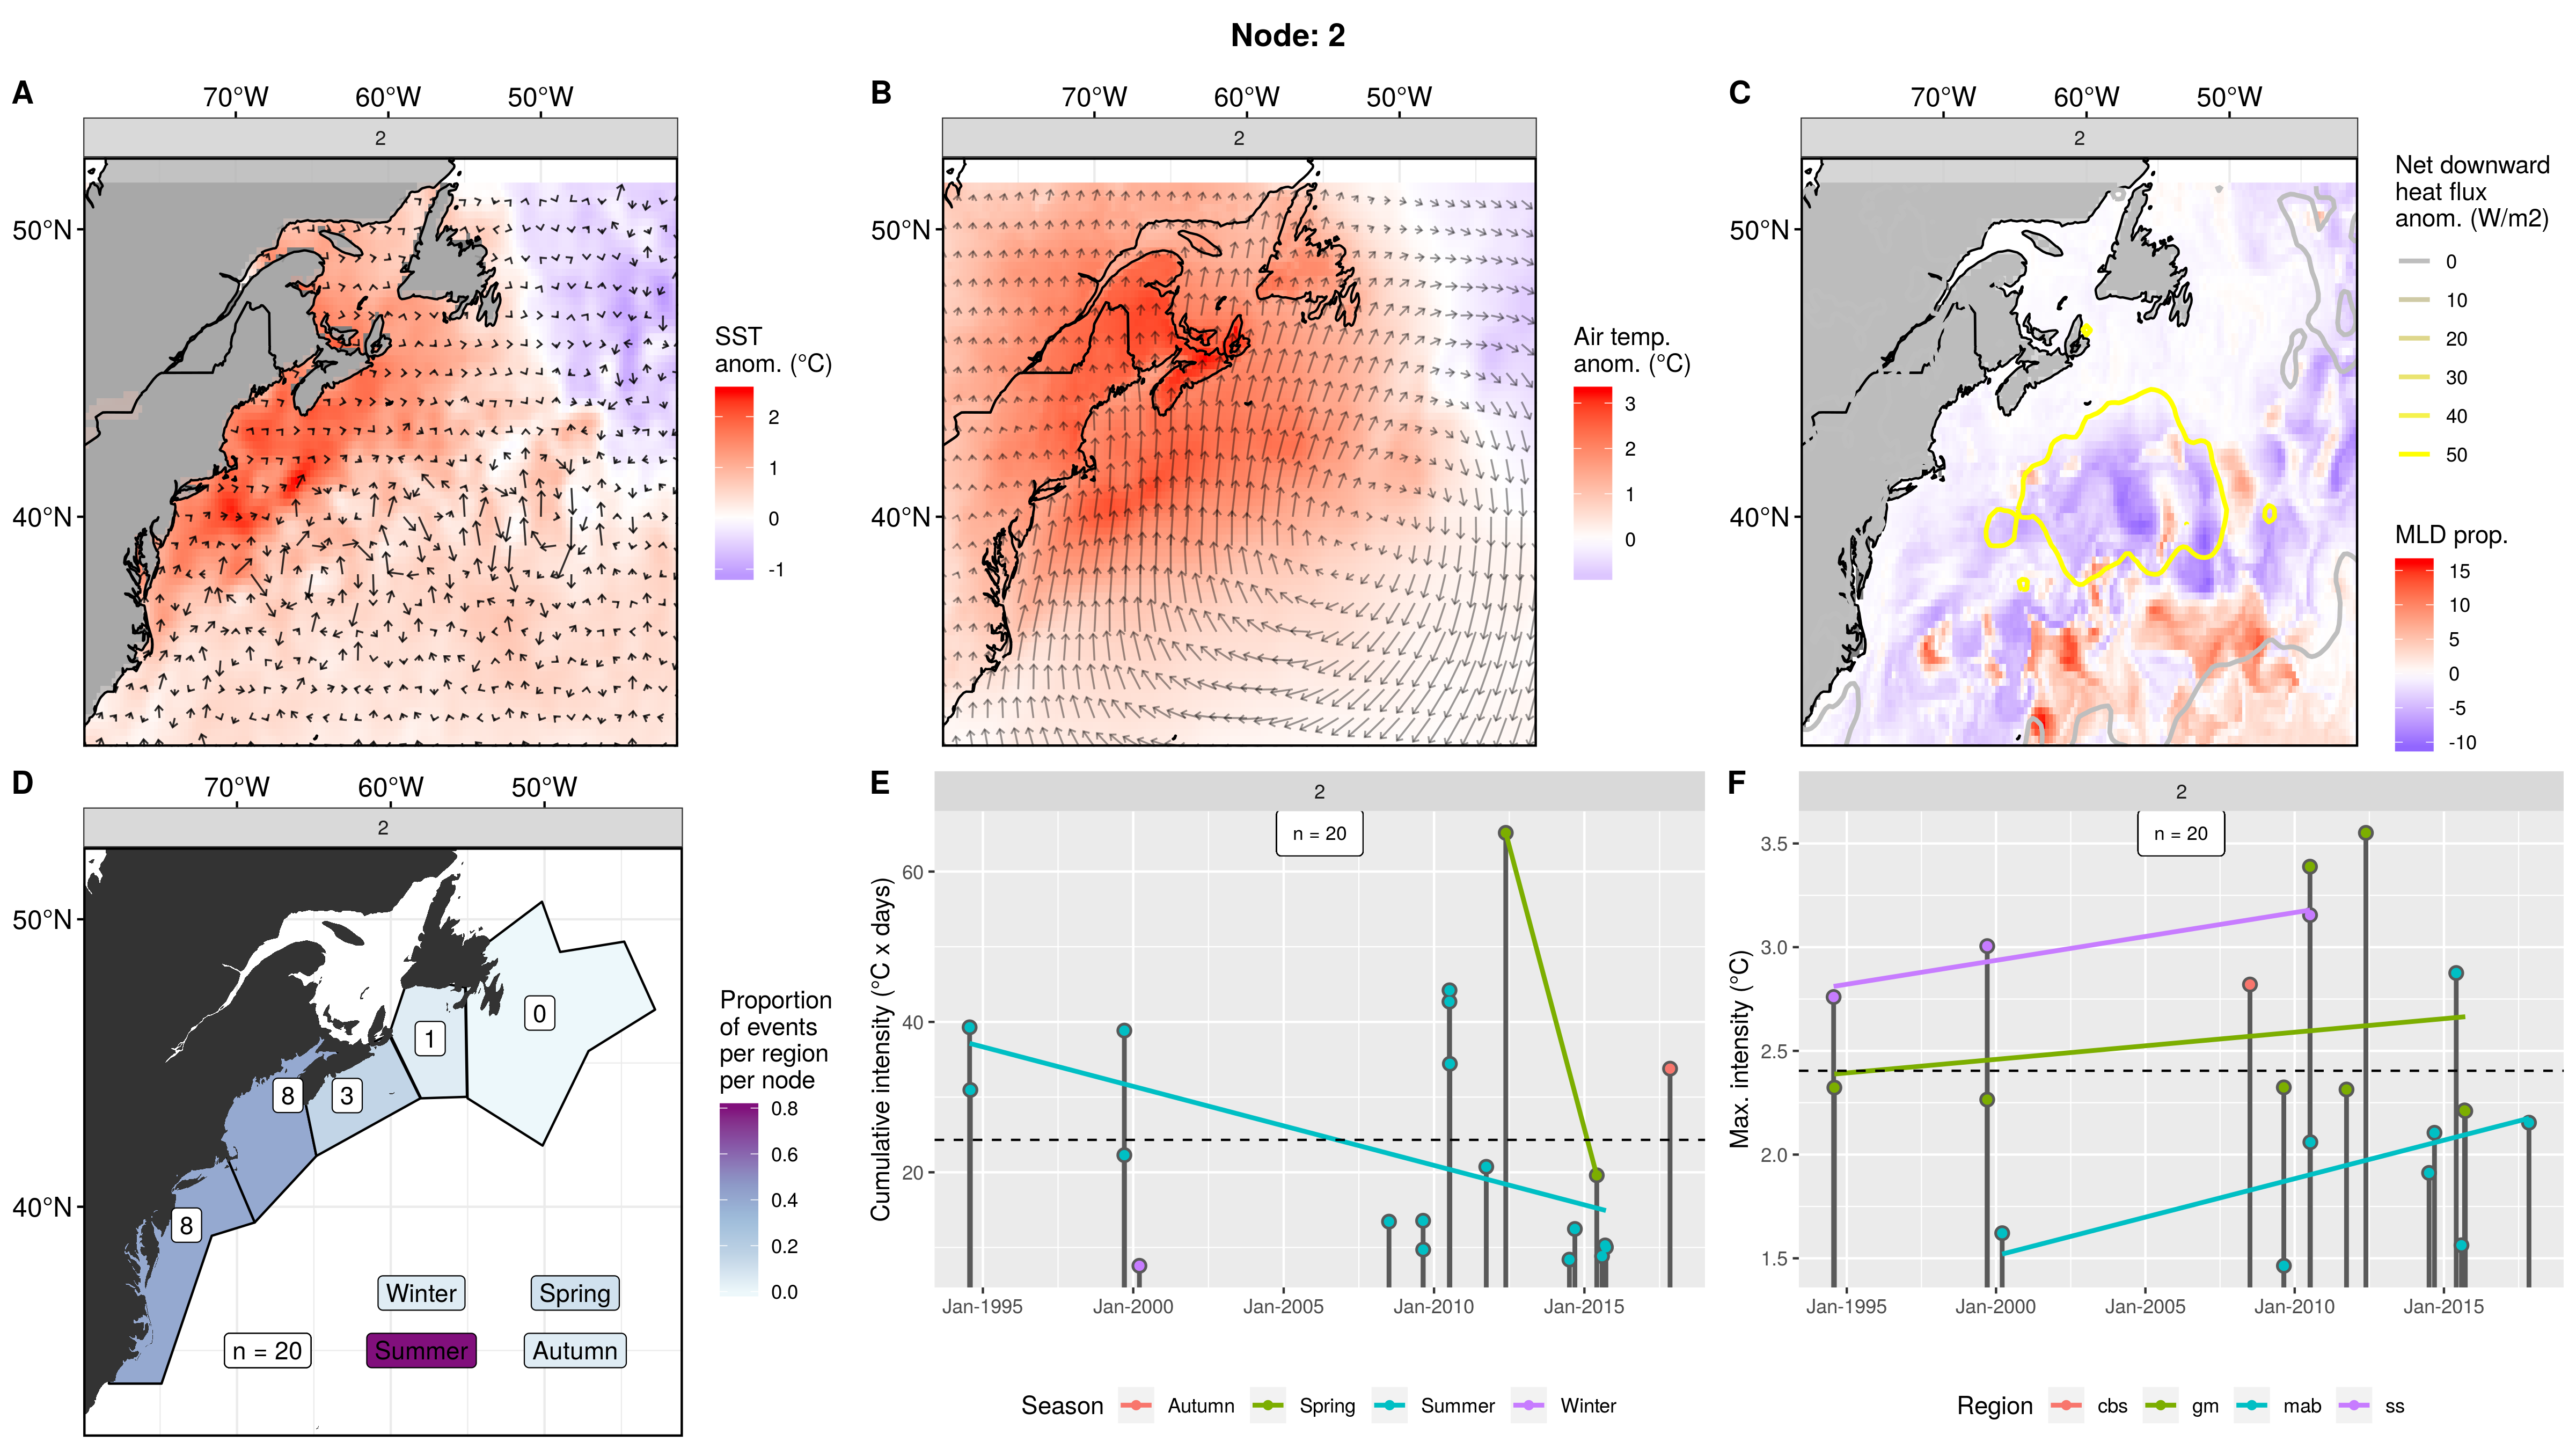 Node: 2
A
70°W 60°W 50°W
2
50°N
40°N
SST
anom. (°C)
2
1
0
-1
B
70°W 60°W 50°W
2
50°N
40°N
Air temp.
anom. (°C)
3
2
1
0
C
70°W 60°W 50°W
2
50°N
40°N
Net downward
heat flux
anom. (W/m2)
0
10
20
30
40
50
MLD prop.
15
10
5
0
-5
-10
D
70°W 60°W 50°W
2
50°N
40°N
0
1
8
3
8
Winter
Spring
n = 20
Summer
Autumn
Proportion
of events
per region
per node
0.8
0.6
0.4
0.2
0.0
E
2
n = 20
Cumulative intensity (°C x days)
60
40
20
Jan-1995 Jan-2000 Jan-2005 Jan-2010 Jan-2015
Season Autumn Spring Summer Winter
F
2
n = 20
Max. intensity (°C)
3.5
3.0
2.5
2.0
1.5
Jan-1995 Jan-2000 Jan-2005 Jan-2010 Jan-2015
Region cbs gm mab ss